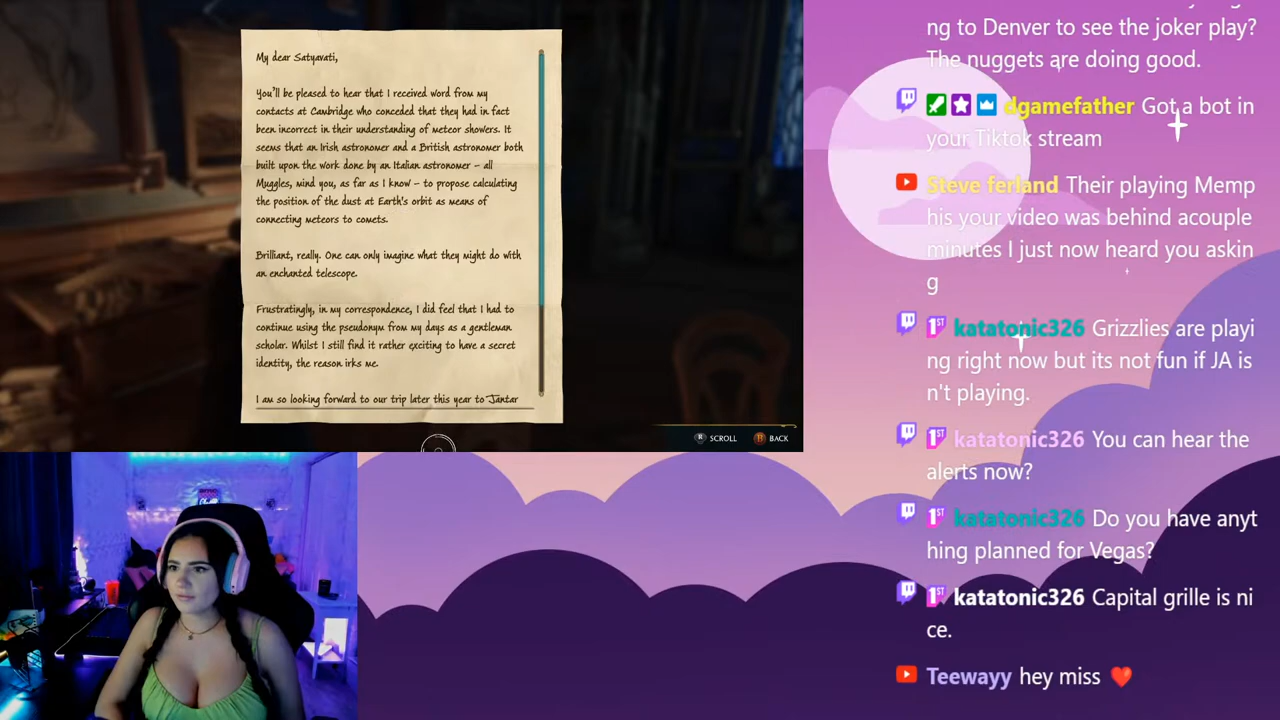 My dear Satyavati,
You'll be pleased to hear that I received word from my
contacts at Cambridge who conceded that they had in fact
been incorrect in their understanding of meteor showers. It
seems that an Irish astronomer and a British astronomer both
built upon the work done by an Italian astronomer - all
Muggles, mind you, as far as I know - to propose calculating
the position of the dust at Earth's orbit as means of
connecting meteors to comets.
Brilliant, really. One can only imagine what they might do with
an enchanted telescope.
Frustratingly, in my correspondence, I did feel that I had to
continue using the pseudonym from my days as a gentleman
scholar. Whilst I still find it rather exciting to have a secret
identity, the reason irks me.
I am so looking forward to our trip later this year to Jantar
R SCROLL B BACK
ng to Denver to see the joker play?
The nuggets are doing good.
dgamefather Got a bot in
your Tiktok stream
Steve ferland Their playing Memp
his your video was behind acouple
minutes I just now heard you askin
g
1ST katatonic326 Grizzlies are playi
ng right now but its not fun if JA is
n't playing.
1ST katatonic326 You can hear the
alerts now?
1ST katatonic326 Do you have anyt
hing planned for Vegas?
1ST katatonic326 Capital grille is ni
ce.
Teewayy hey miss ❤️